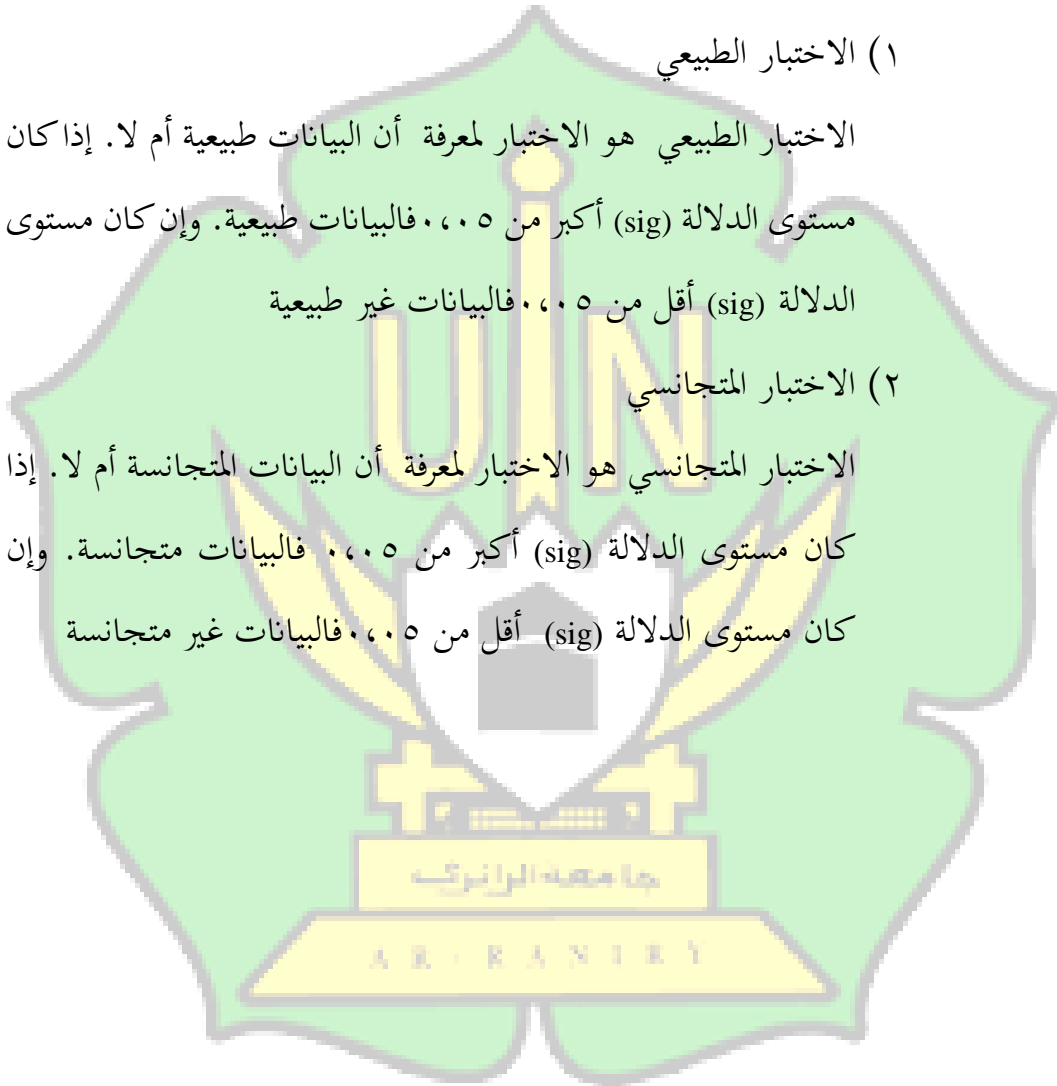 ١) الاختبار الطبيعي
الاختبار الطبيعي هو الاختبار لمعرفة أن البيانات طبيعية أم لا. إذا كان
مستوى الدلالة (sig) أكبر من ٠،٠٥ فالبيانات طبيعية. وإن كان مستوى
الدلالة (sig) أقل من ٠،٠٥ فالبيانات غير طبيعية
٢) الاختبار المتجانسي
الاختبار المتجانسي هو الاختبار لمعرفة أن البيانات المتجانسة أم لا. إذا
كان مستوى الدلالة (sig) أكبر من ٠،٠٥ فالبيانات متجانسة. وإن
كان مستوى الدلالة (sig) أقل من ٠،٠٥ فالبيانات غير متجانسة
UIN
جامعة الرانيري
AR-RANIRY